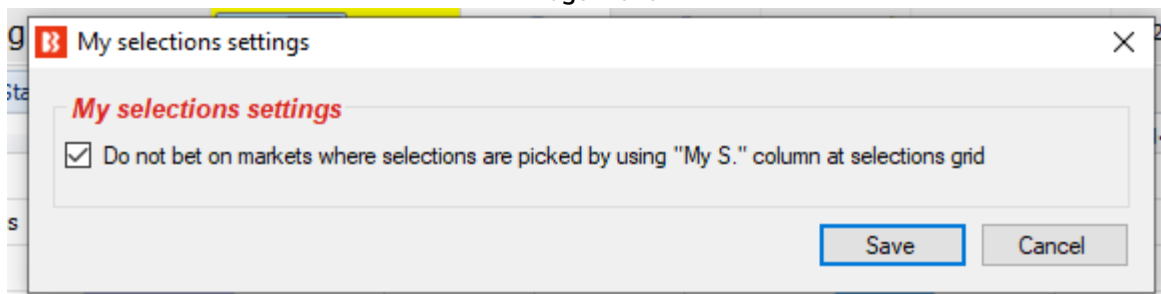 My selections settings
My selections settings
Do not bet on markets where selections are picked by using "My S." column at selections grid
Save Cancel